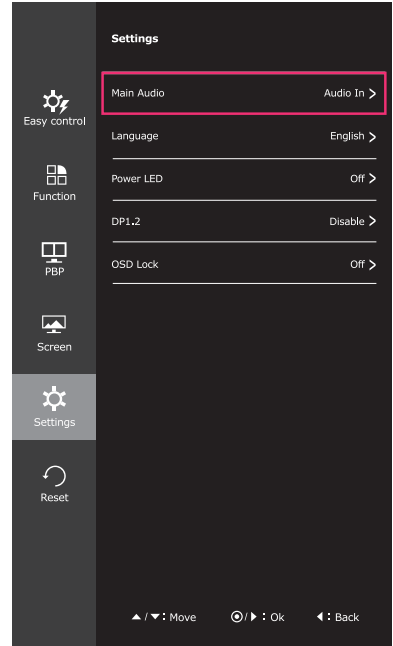 Settings
Main Audio Audio In >
Language English >
Power LED Off >
DP1.2 Disable >
OSD Lock Off >
Easy control
Function
PBP
Screen
Settings
Reset
▲ / ▼ : Move ⦿/▶ : Ok ◀ : Back